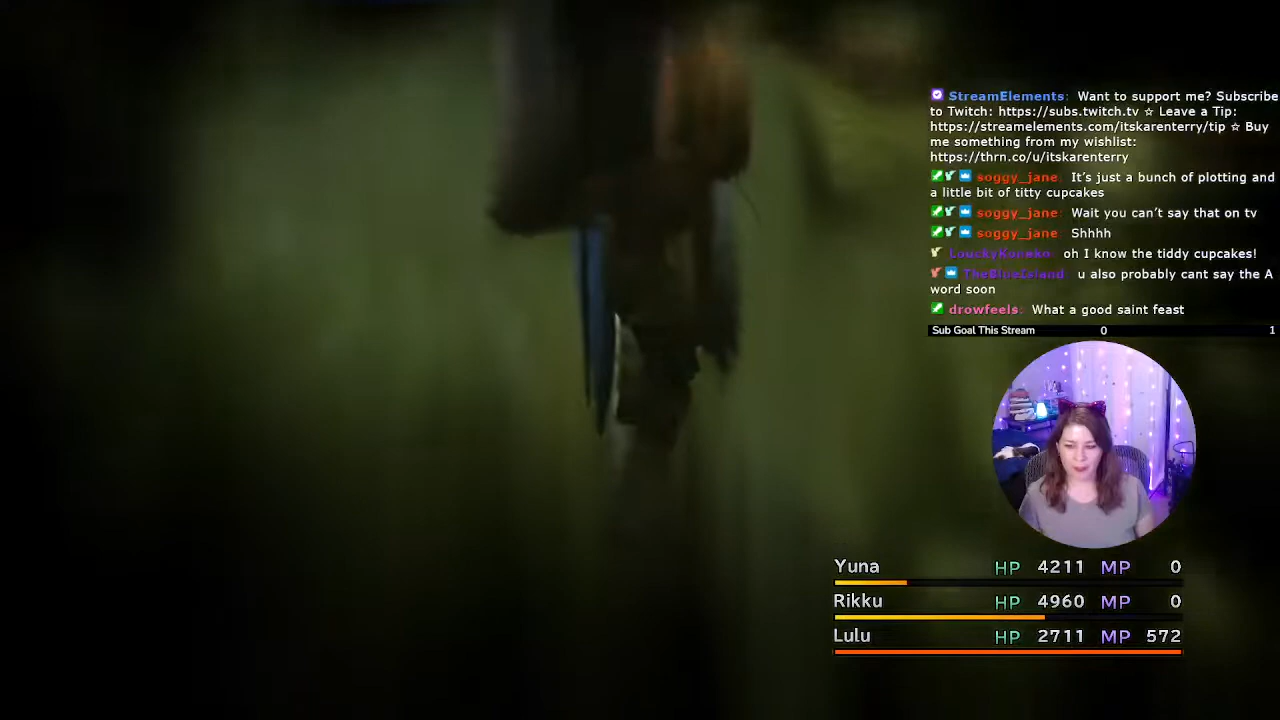 StreamElements: Want to support me? Subscribe
to Twitch: https://subs.twitch.tv ☆ Leave a Tip:
https://streamelements.com/itskarenterry/tip ☆ Buy
me something from my wishlist:
https://thrn.co/u/itskarenterry
soggy_jane: It's just a bunch of plotting and
a little bit of titty cupcakes
soggy_jane: Wait you can't say that on tv
soggy_jane: Shhhh
LouckyKoneko: oh I know the tiddy cupcakes!
TheBlueIsland: u also probably cant say the A
word soon
drowfeels: What a good saint feast
Sub Goal This Stream 0 1
Yuna HP 4211 MP 0
Rikku HP 4960 MP 0
Lulu HP 2711 MP 572